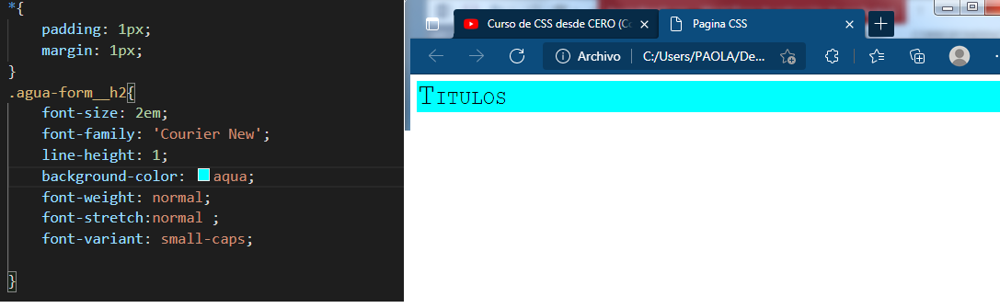 *{
padding: 1px;
margin: 1px;
}
.agua-form__h2{
font-size: 2em;
font-family: 'Courier New';
line-height: 1;
background-color: aqua;
font-weight: normal;
font-stretch:normal ;
font-variant: small-caps;
}
Curso de CSS desde CERO (Co
Pagina CSS
Archivo
C:/Users/PAOLA/De...
Titulos